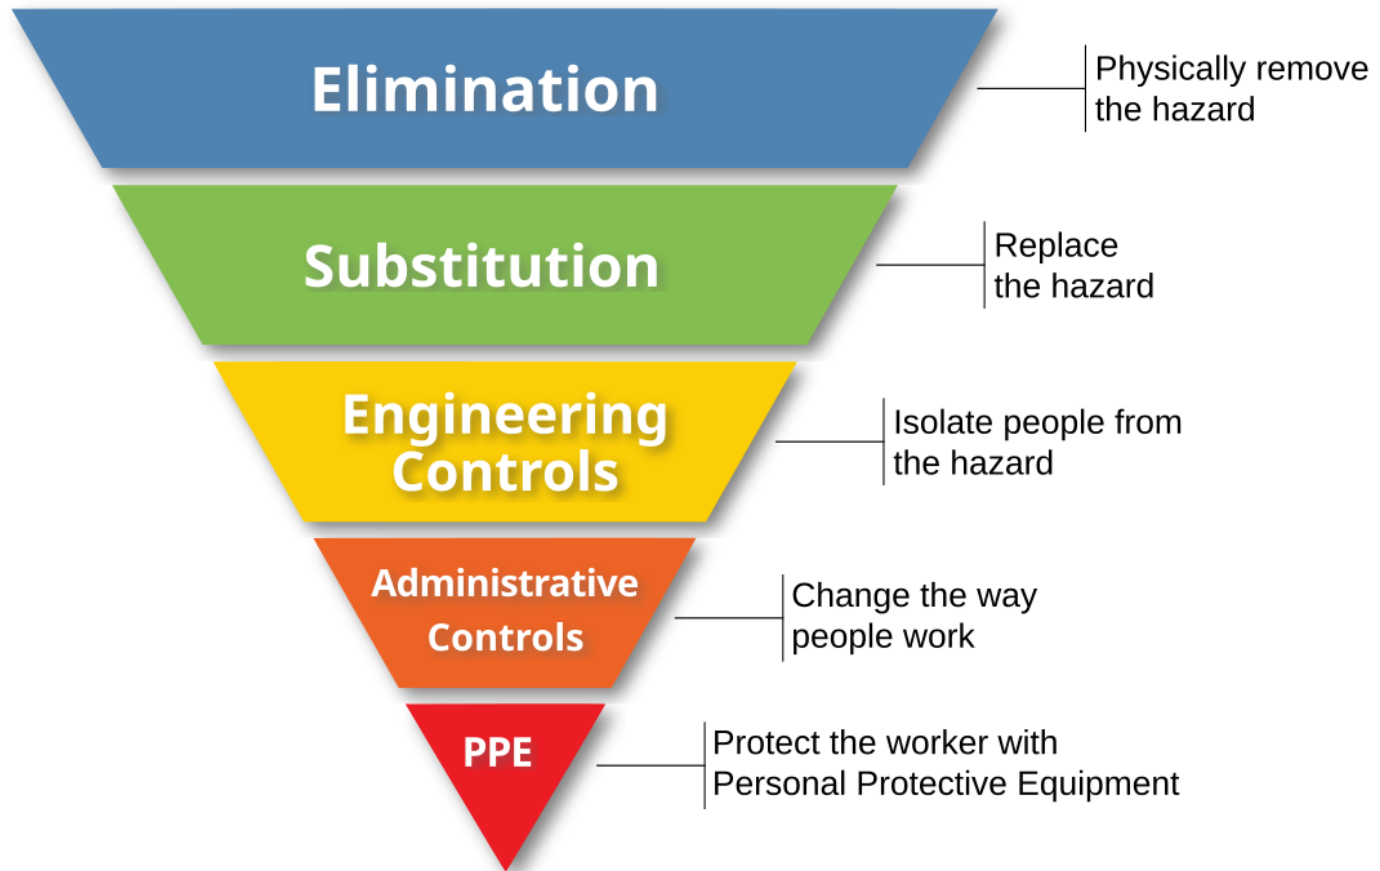 Elimination
Physically remove
the hazard
Substitution
Replace
the hazard
Engineering
Controls
Isolate people from
the hazard
Administrative
Controls
Change the way
people work
PPE
Protect the worker with
Personal Protective Equipment